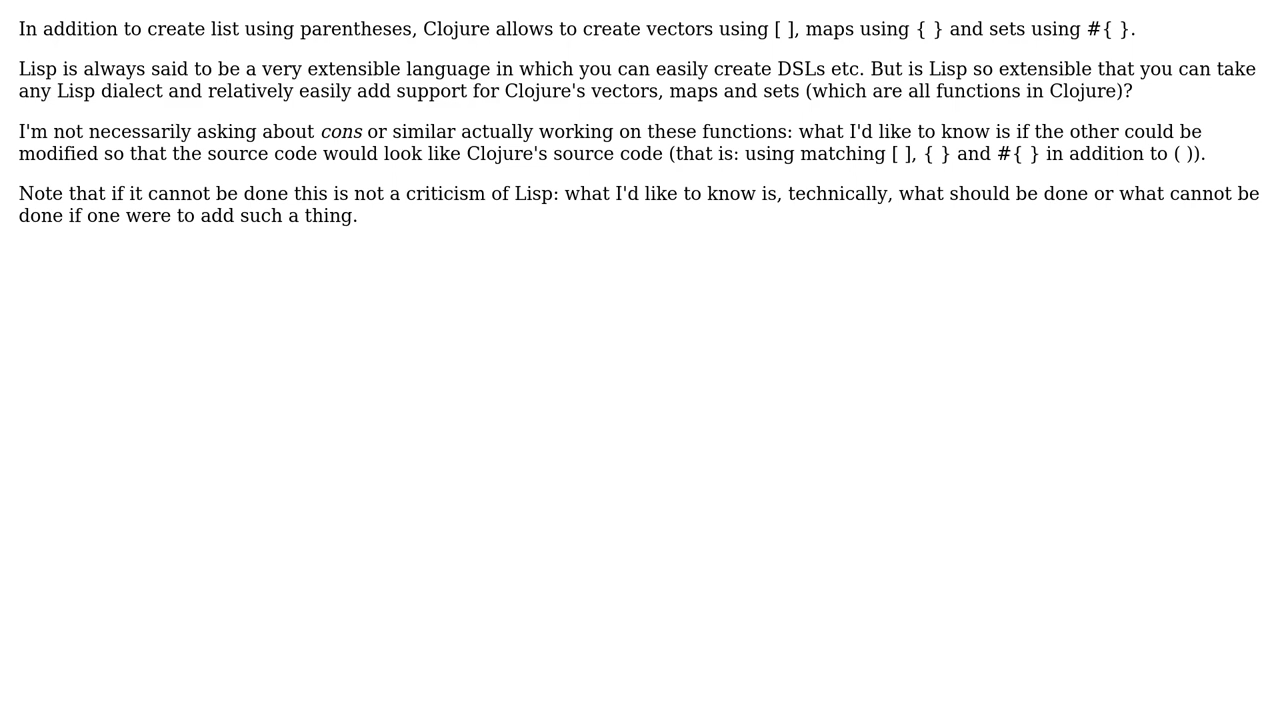 In addition to create list using parentheses, Clojure allows to create vectors using [ ], maps using { } and sets using #{ }.
Lisp is always said to be a very extensible language in which you can easily create DSLs etc. But is Lisp so extensible that you can take
any Lisp dialect and relatively easily add support for Clojure's vectors, maps and sets (which are all functions in Clojure)?
I'm not necessarily asking about cons or similar actually working on these functions: what I'd like to know is if the other could be
modified so that the source code would look like Clojure's source code (that is: using matching [ ], { } and #{ } in addition to ( )).
Note that if it cannot be done this is not a criticism of Lisp: what I'd like to know is, technically, what should be done or what cannot be
done if one were to add such a thing.